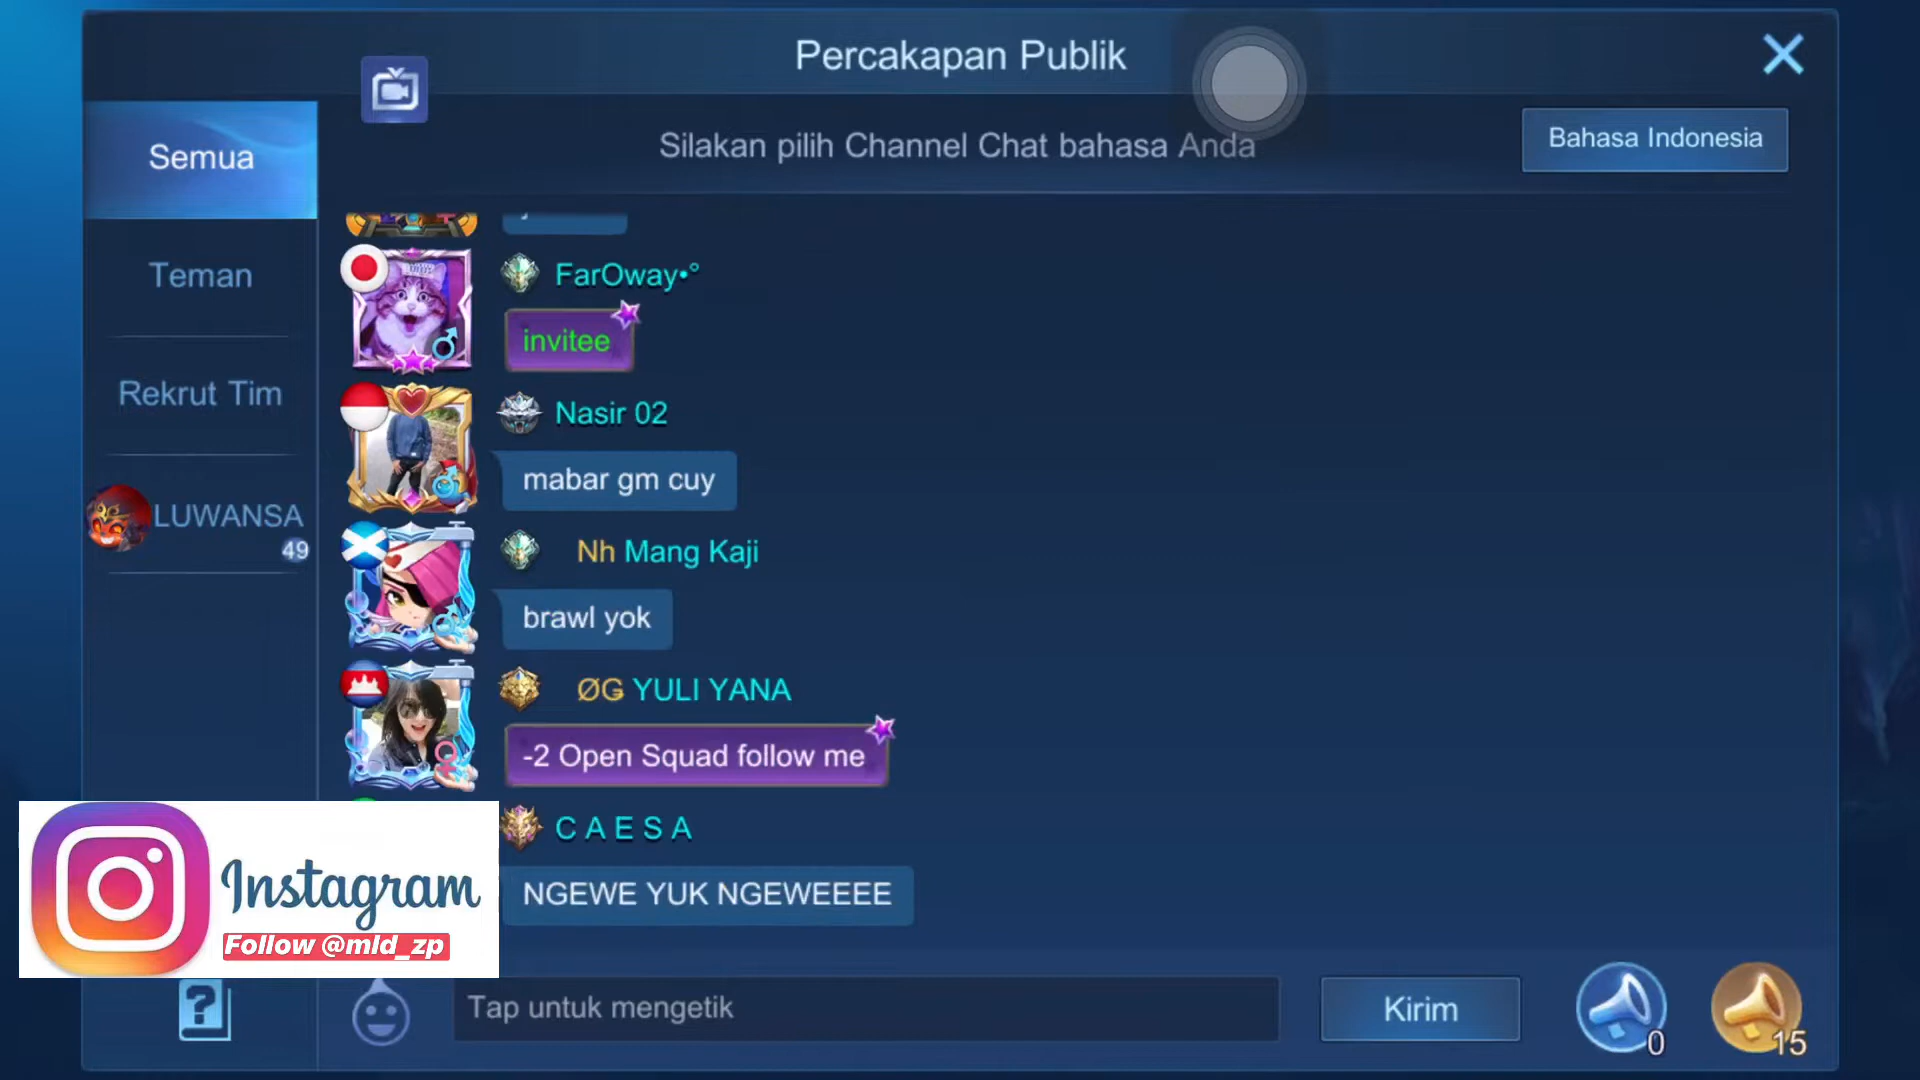 Percakapan Publik
Silakan pilih Channel Chat bahasa Anda
Bahasa Indonesia
Semua
Teman
Rekrut Tim
LUWANSA
49
FarOway•°
invitee
Nasir 02
mabar gm cuy
Nh Mang Kaji
brawl yok
ØG YULI YANA
-2 Open Squad follow me
C A E S A
NGEWE YUK NGEWEEEE
Instagram
Follow @mld_zp
?
Tap untuk mengetik
Kirim
0
15